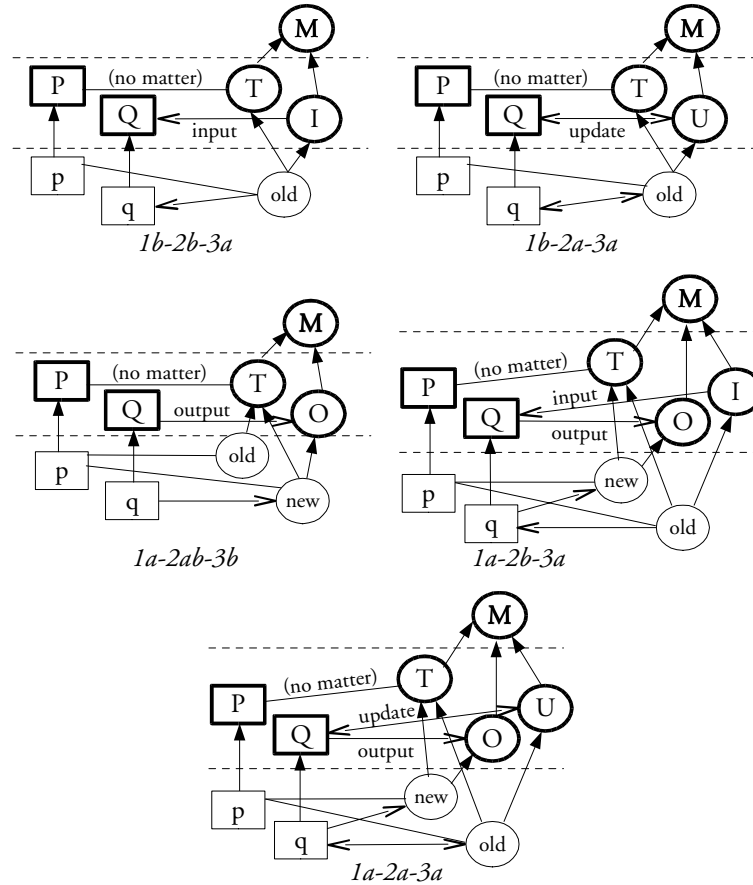 M
M
P (no matter) T
P (no matter) T
Q input I
Q update U
p old
p old
q
q
1b-2b-3a
1b-2a-3a
M
M
P (no matter) T
P (no matter) T
Q output O
Q input I
output O
old
p new
p new
q
q old
1a-2ab-3b
1a-2b-3a
M
P (no matter) T
update U
Q output O
p new
q old
1a-2a-3a